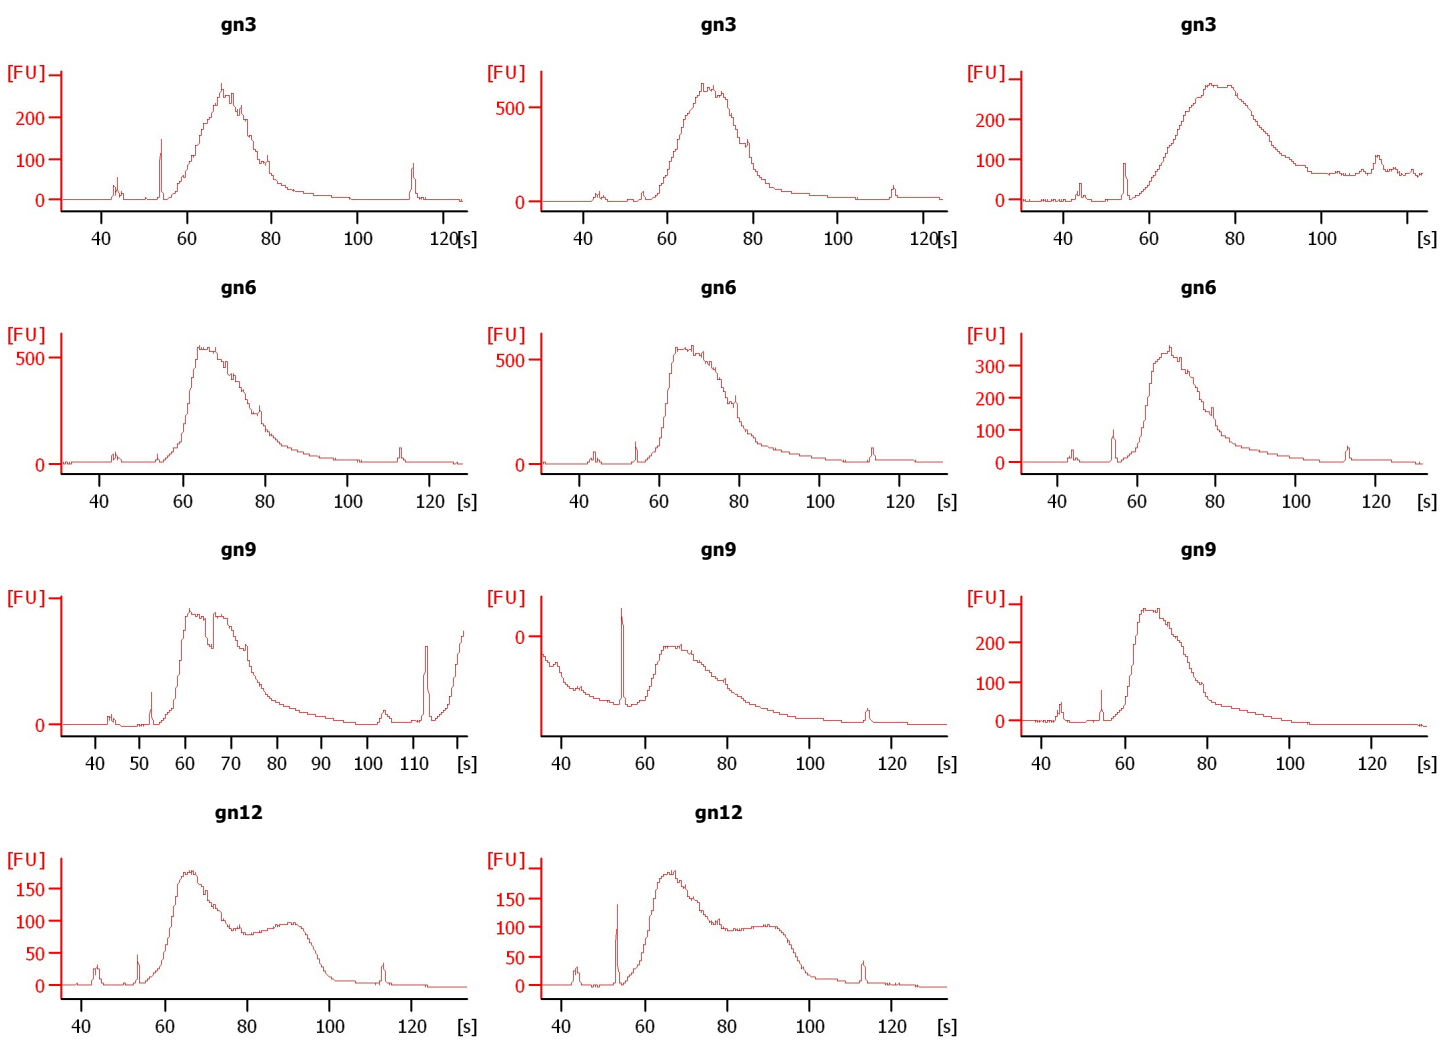 gn3 gn3 gn3
[FU] [FU] [FU]
200 500 200
100 100
0 0 0
40 60 80 100 120 [s] 40 60 80 100 120 [s] 40 60 80 100 [s]
gn6 gn6 gn6
[FU] [FU] [FU]
500 500 300
200
100
0 0 0
40 60 80 100 120 [s] 40 60 80 100 120 [s] 40 60 80 100 120 [s]
gn9 gn9 gn9
[FU] [FU] [FU]
0 200
100
0 0
40 50 60 70 80 90 100 110 [s] 40 60 80 100 120 [s] 40 60 80 100 120 [s]
gn12 gn12
[FU] [FU]
150 150
100 100
50 50
0 0
40 60 80 100 120 [s] 40 60 80 100 120 [s]